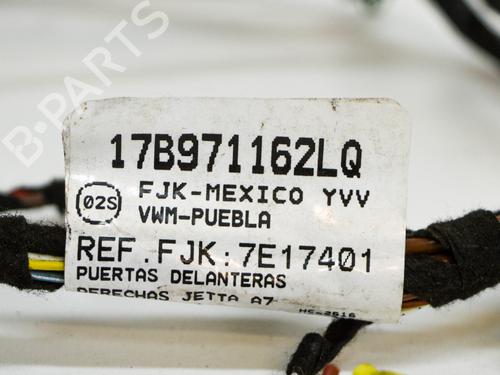 B-PARTS
17B971162LQ
02S
FJK-MEXICO YVV
VWM-PUEBLA
REF.FJK:7E17401
PUERTAS DELANTERAS
DERECHAS JETTA A7